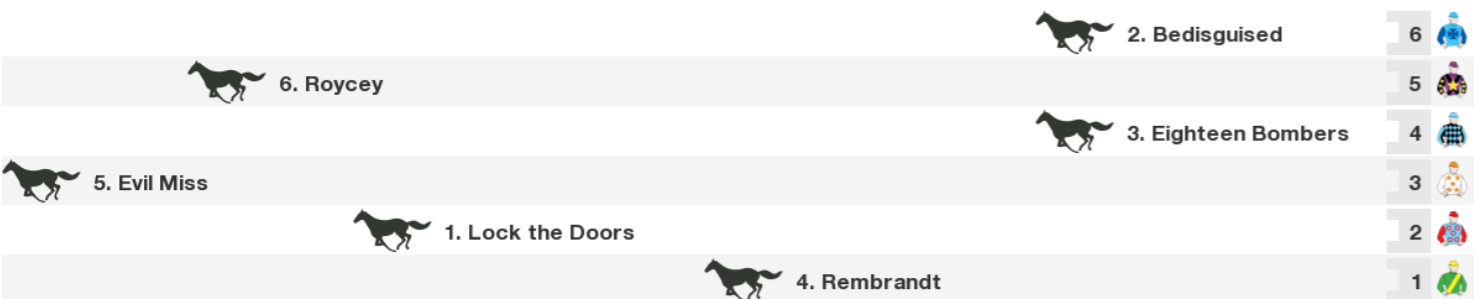 2. Bedisguised 6
6. Roycey 5
3. Eighteen Bombers 4
5. Evil Miss 3
1. Lock the Doors 2
4. Rembrandt 1